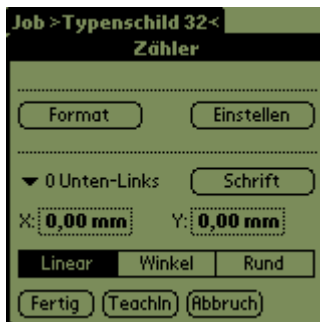 Job >Typenschild 32<
Zähler
Format Einstellen
0 Unten-Links Schrift
X: 0,00 mm Y: 0,00 mm
Linear Winkel Rund
Fertig TeachIn Abbruch